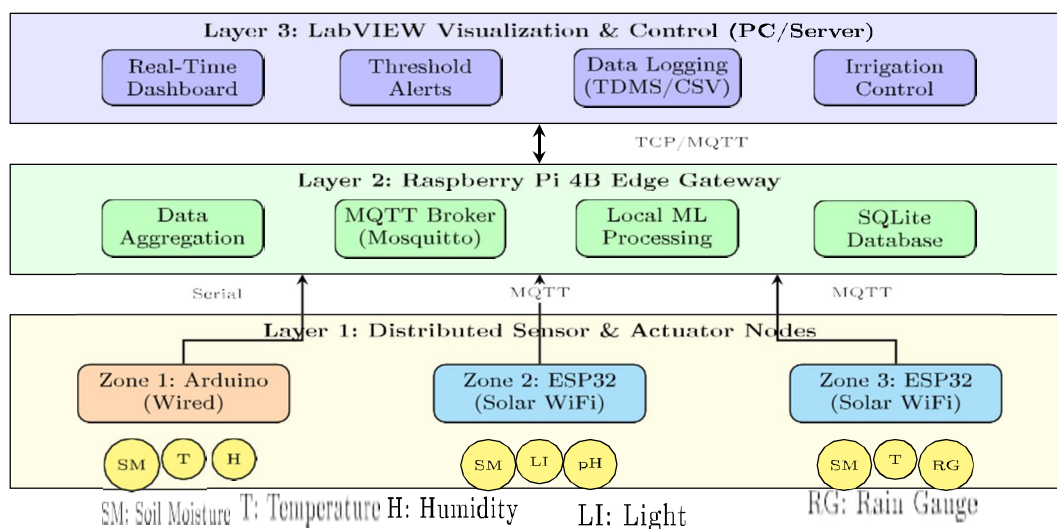 Layer 3: LabVIEW Visualization & Control (PC/Server)
Real-Time
Dashboard
Threshold
Alerts
Data Logging
(TDMS/CSV)
Irrigation
Control
TCP/MQTT
Layer 2: Raspberry Pi 4B Edge Gateway
Data
Aggregation
MQTT Broker
(Mosquitto)
Local ML
Processing
SQLite
Database
Serial
MQTT
MQTT
Layer 1: Distributed Sensor & Actuator Nodes
Zone 1: Arduino
(Wired)
Zone 2: ESP32
(Solar WiFi)
Zone 3: ESP32
(Solar WiFi)
SM
T
H
SM
LI
pH
SM
T
RG
SM: Soil Moisture
T: Temperature
H: Humidity
LI: Light
RG: Rain Gauge